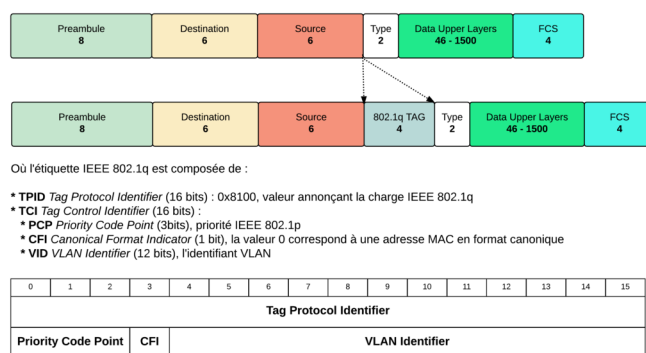 Preambule Destination Source Type Data Upper Layers FCS
8 6 6 2 46 - 1500 4
Preambule Destination Source 802.1q TAG Type Data Upper Layers FCS
8 6 6 4 2 46 - 1500 4
Où l'étiquette IEEE 802.1q est composée de :
* TPID Tag Protocol Identifier (16 bits) : 0x8100, valeur annonçant la charge IEEE 802.1q
* TCI Tag Control Identifier (16 bits) :
* PCP Priority Code Point (3bits), priorité IEEE 802.1p
* CFI Canonical Format Indicator (1 bit), la valeur 0 correspond à une adresse MAC en format canonique
* VID VLAN Identifier (12 bits), l'identifiant VLAN
0 1 2 3 4 5 6 7 8 9 10 11 12 13 14 15
Tag Protocol Identifier
Priority Code Point CFI VLAN Identifier